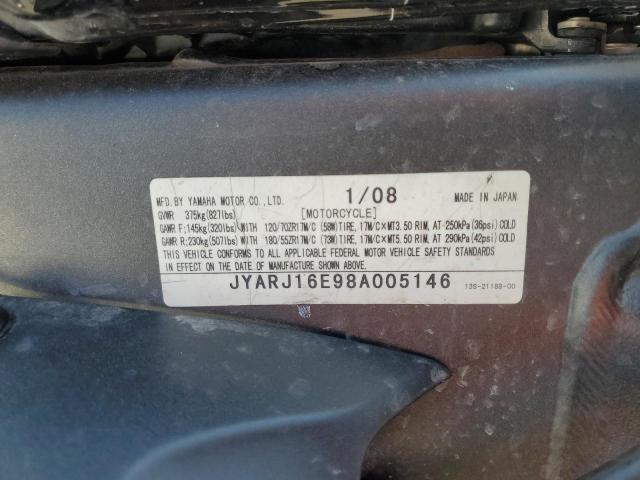 MFD. BY YAMAHA MOTOR CO., LTD. 1/08 MADE IN JAPAN
GVWR 375kg(827lbs) [MOTORCYCLE]
GAWR F;145kg(320lbs)WITH 120/70ZR17M/C (58W)TIRE, 17M/C×MT3.50 RIM, AT 250kPa(36psi)COLD
GAWR R;230kg(507lbs)WITH 180/55ZR17M/C (73W)TIRE, 17M/C×MT5.50 RIM, AT 290kPa(42psi)COLD
THIS VEHICLE CONFORMS TO ALL APPLICABLE FEDERAL MOTOR VEHICLE SAFETY STANDARDS
IN EFFECT ON THE DATE OF MANUFACTURE SHOWN ABOVE.
JYARJ16E98A005146 13S-21188-00